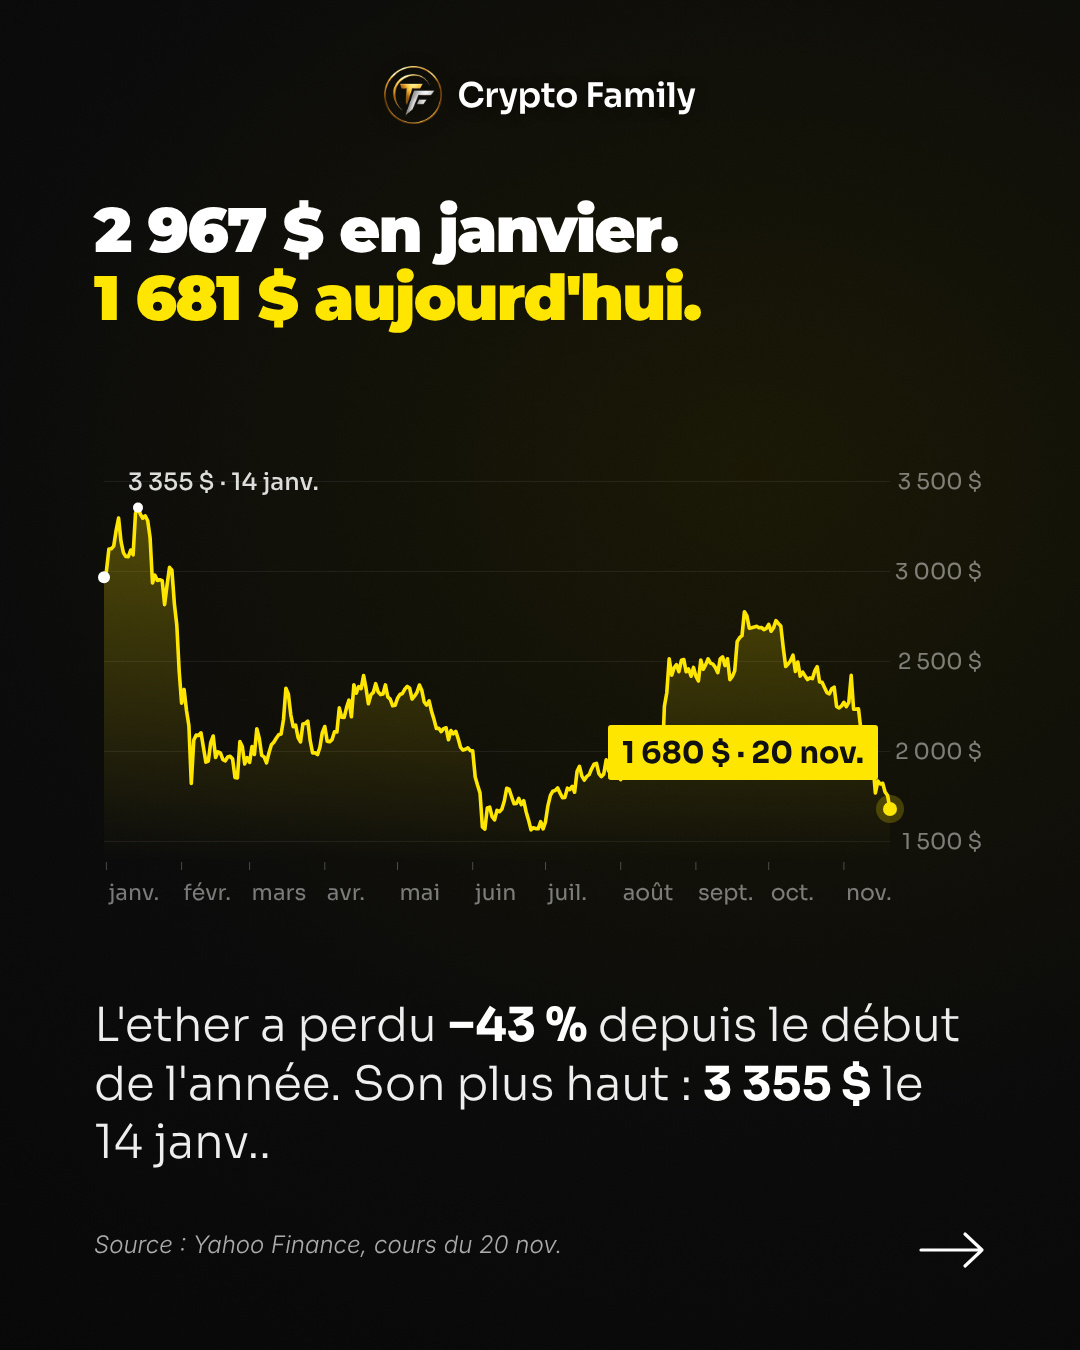 TF
Crypto Family
2 967 $ en janvier.
1 681 $ aujourd'hui.
3 355 $ · 14 janv.
3 500 $
3 000 $
2 500 $
2 000 $
1 500 $
1 680 $ · 20 nov.
janv. févr. mars avr. mai juin juil. août sept. oct. nov.
L'ether a perdu −43 % depuis le début
de l'année. Son plus haut : 3 355 $ le
14 janv..
Source : Yahoo Finance, cours du 20 nov.